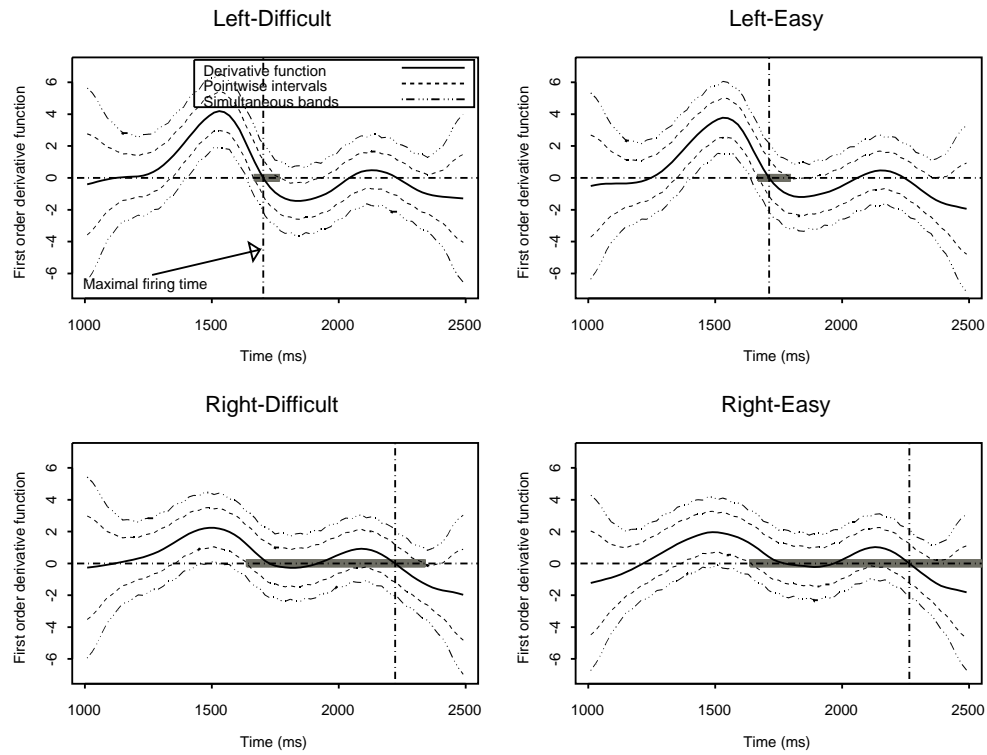 Left-Difficult
First order derivative function
6
4
2
0
-2
-4
-6
Derivative function
Pointwise intervals
Simultaneous bands
Maximal firing time
1000 1500 2000 2500
Time (ms)
Left-Easy
First order derivative function
6
4
2
0
-2
-4
-6
1000 1500 2000 2500
Time (ms)
Right-Difficult
First order derivative function
6
4
2
0
-2
-4
-6
1000 1500 2000 2500
Time (ms)
Right-Easy
First order derivative function
6
4
2
0
-2
-4
-6
1000 1500 2000 2500
Time (ms)